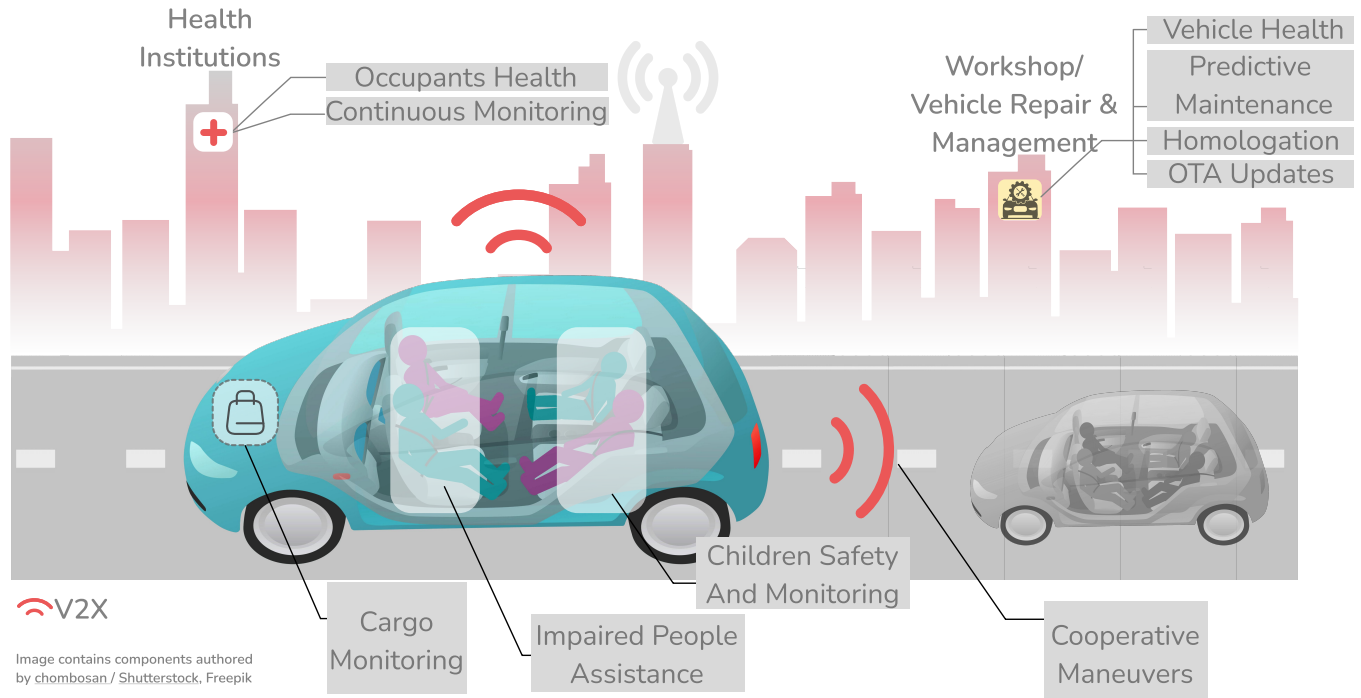 Health
Institutions
Occupants Health
Continuous Monitoring
Workshop/
Vehicle Repair &
Management
Vehicle Health
Predictive
Maintenance
Homologation
OTA Updates
Children Safety
And Monitoring
Cargo
Monitoring
Impaired People
Assistance
Cooperative
Maneuvers
V2X
Image contains components authored
by chombosan / Shutterstock, Freepik